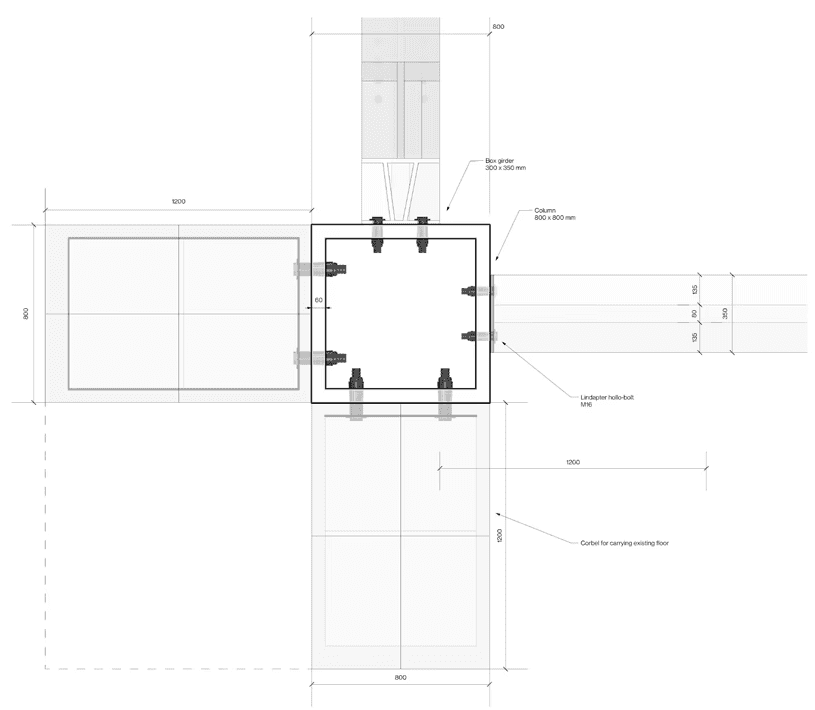 800
Box girder
300 x 350 mm
1200
Column
800 x 800 mm
800
60
135
60
350
135
Lindapter hollo-bolt
M16
1200
1200
Corbel for carrying existing floor
800